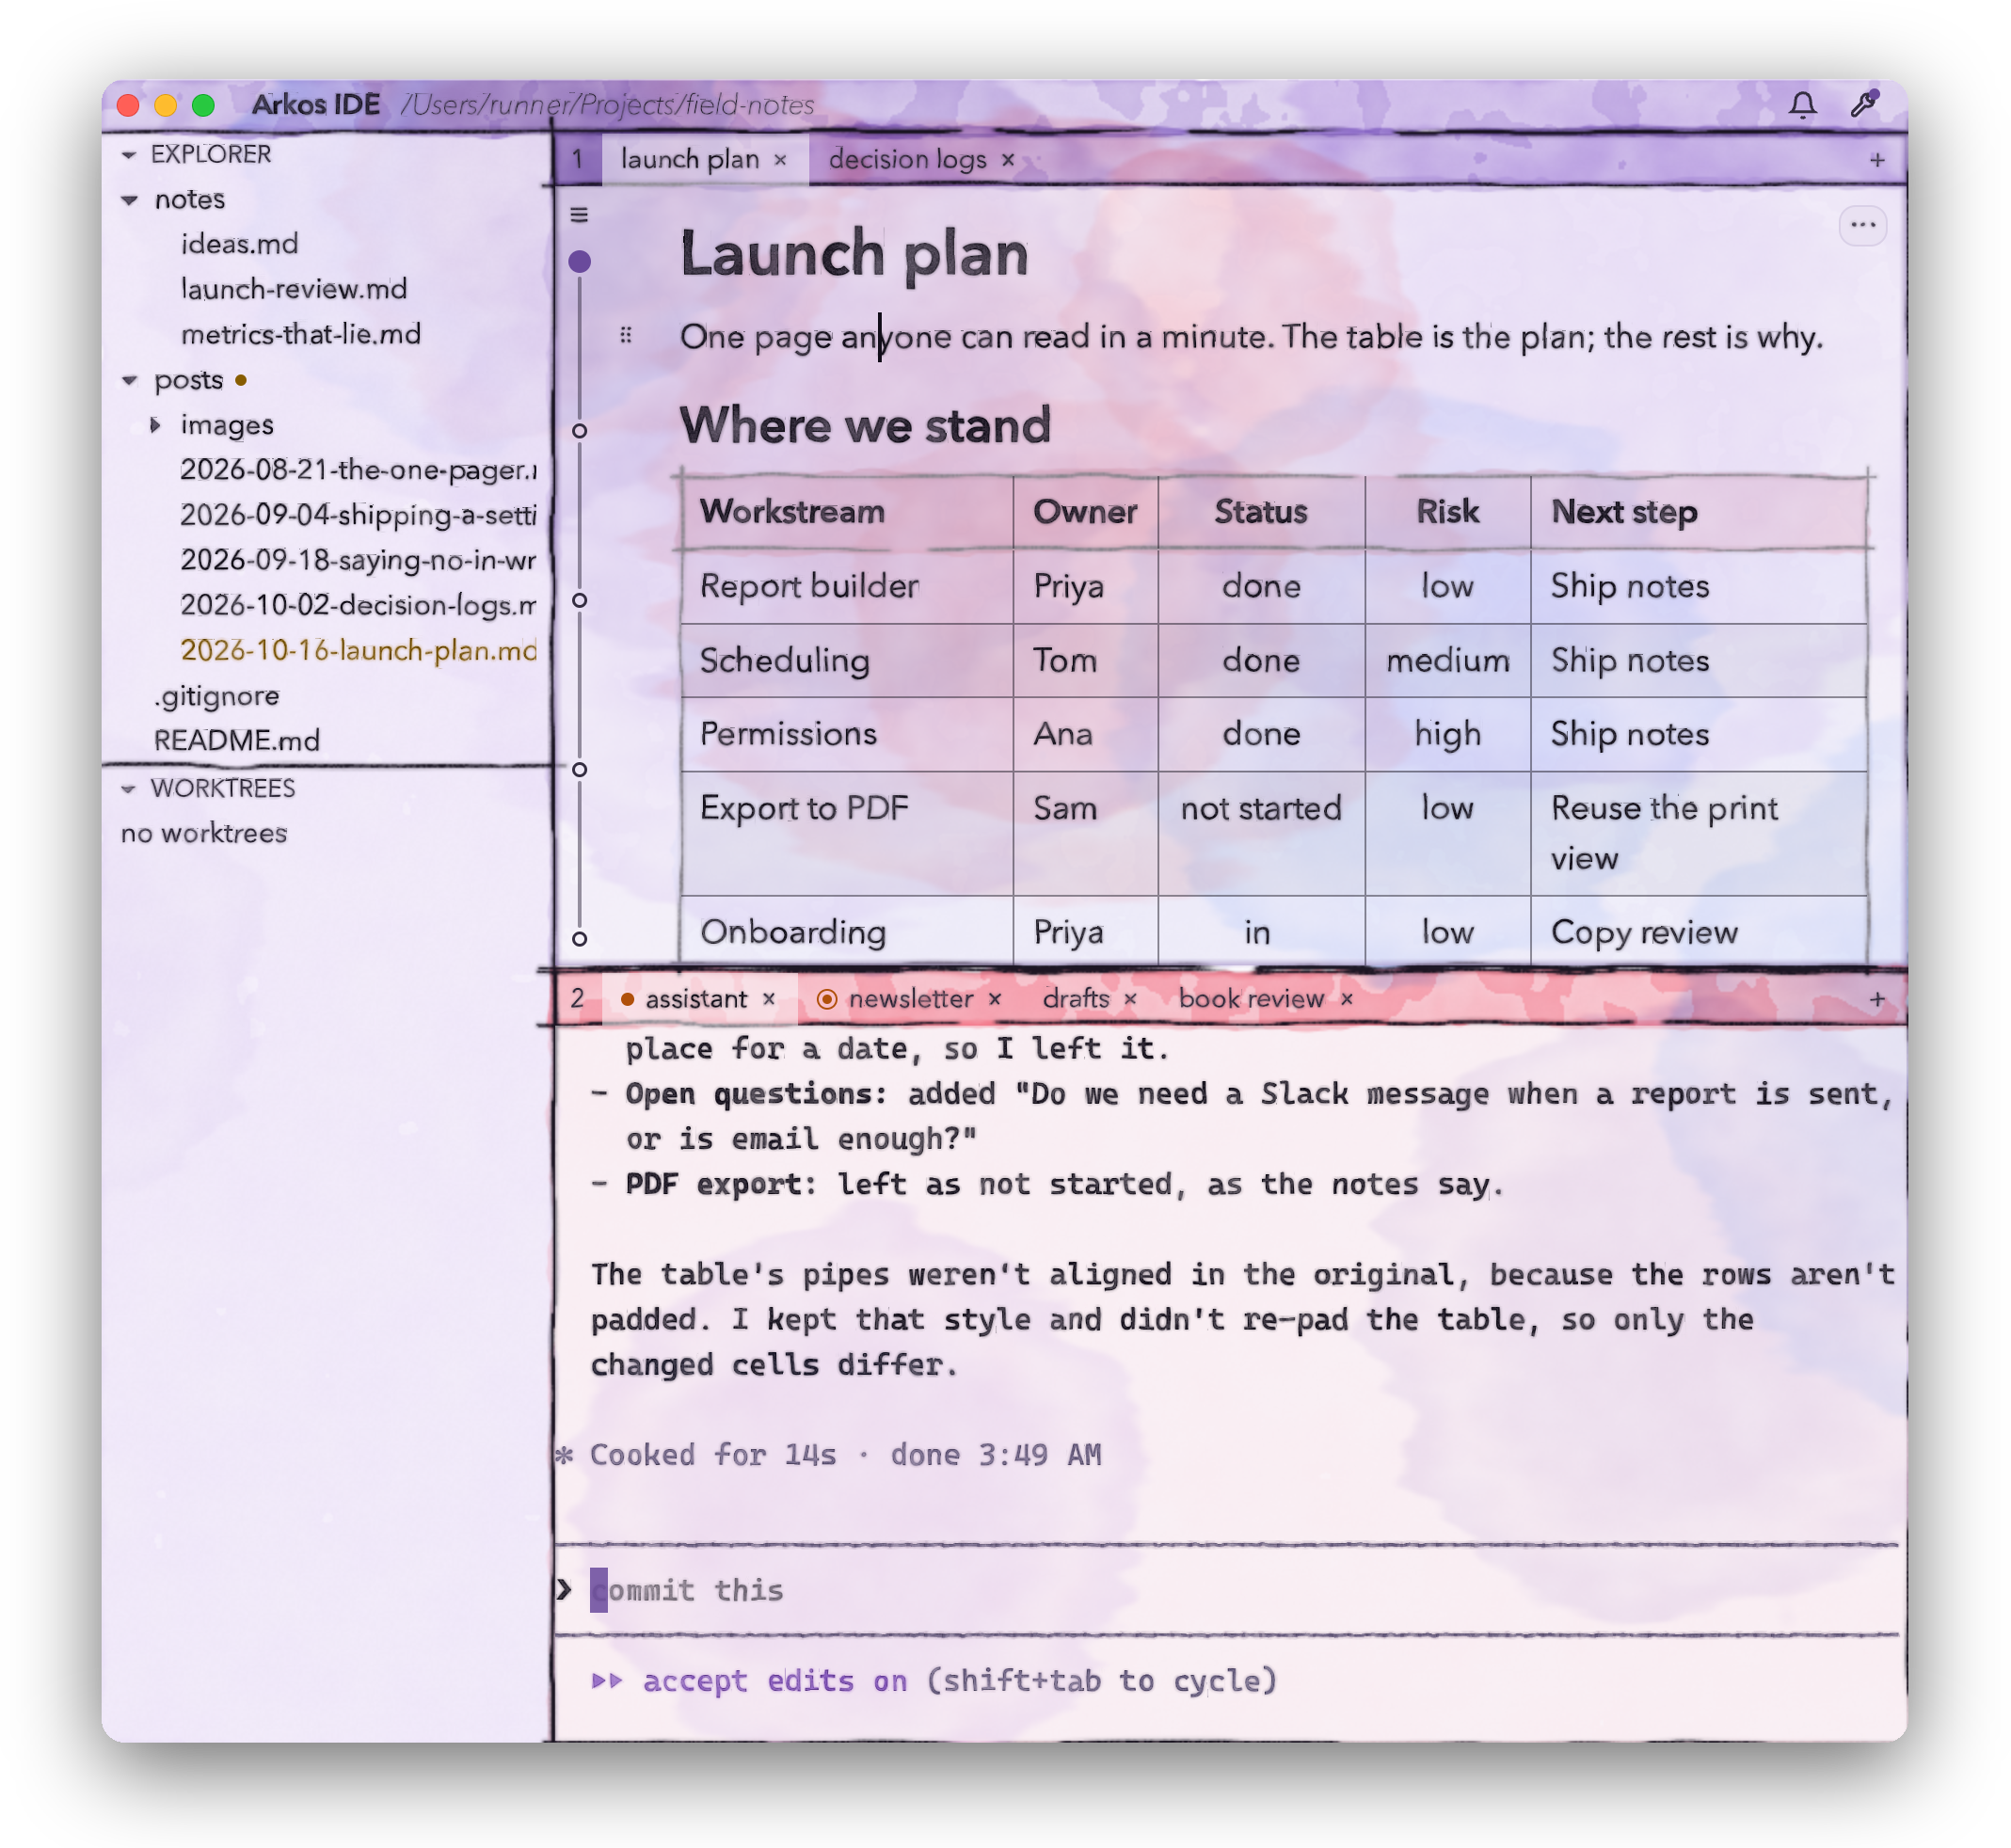 Arkos IDE /Users/runner/Projects/field-notes
EXPLORER
notes
ideas.md
launch-review.md
metrics-that-lie.md
posts
images
2026-08-21-the-one-pager.
2026-09-04-shipping-a-setti
2026-09-18-saying-no-in-wr
2026-10-02-decision-logs.m
2026-10-16-launch-plan.md
.gitignore
README.md
WORKTREES
no worktrees
1 launch plan × decision logs × +
Launch plan
One page anyone can read in a minute. The table is the plan; the rest is why.
Where we stand
Workstream Owner Status Risk Next step
Report builder Priya done low Ship notes
Scheduling Tom done medium Ship notes
Permissions Ana done high Ship notes
Export to PDF Sam not started low Reuse the print
view
Onboarding Priya in low Copy review
2 assistant × newsletter × drafts × book review × +
place for a date, so I left it.
- Open questions: added "Do we need a Slack message when a report is sent,
or is email enough?"
- PDF export: left as not started, as the notes say.
The table's pipes weren't aligned in the original, because the rows aren't
padded. I kept that style and didn't re-pad the table, so only the
changed cells differ.
✻ Cooked for 14s · done 3:49 AM
❯ commit this
▸▸ accept edits on (shift+tab to cycle)